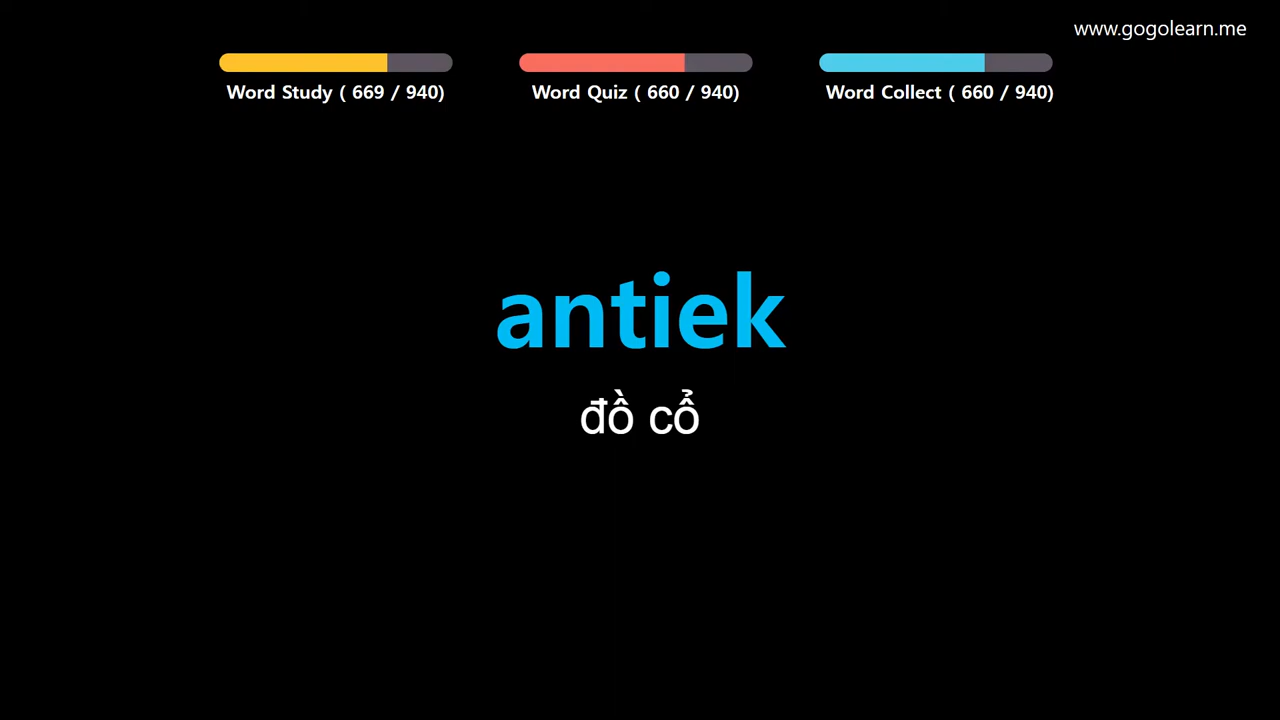 www.gogolearn.me
Word Study ( 669 / 940)
Word Quiz ( 660 / 940)
Word Collect ( 660 / 940)
antiek
đồ cổ